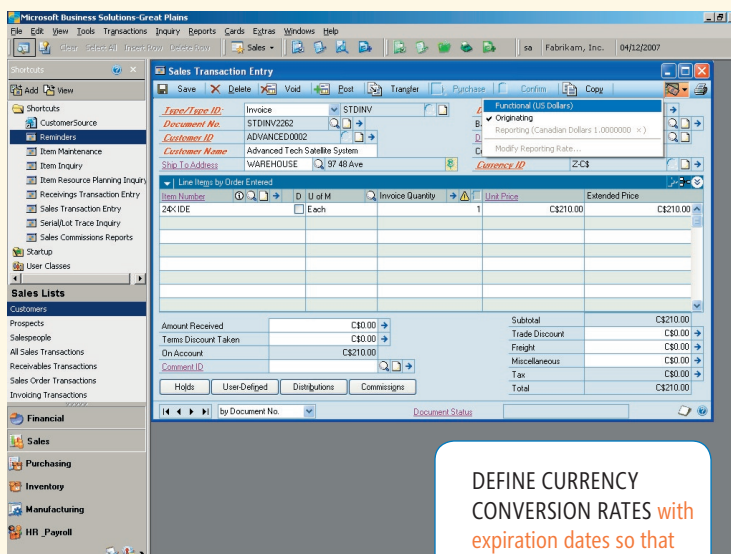 Microsoft Business Solutions-Great Plains
File Edit View Tools Transactions Inquiry Reports Cards Extras Windows Help
Clear Select All Insert Row Delete Row Sales sa Fabrikam, Inc. 04/12/2007
Shortcuts
Add View
Shortcuts
CustomerSource
Reminders
Item Maintenance
Item Inquiry
Item Resource Planning Inquiry
Receivings Transaction Entry
Sales Transaction Entry
Serial/Lot Trace Inquiry
Sales Commissions Reports
Startup
User Classes
Sales Lists
Customers
Prospects
Salespeople
All Sales Transactions
Receivables Transactions
Sales Order Transactions
Invoicing Transactions
Financial
Sales
Purchasing
Inventory
Manufacturing
HR _Payroll
Sales Transaction Entry
Save Delete Void Post Transfer Purchase Confirm Copy
Type/Type ID: Invoice STDINV
Document No. STDINV2262
Customer ID ADVANCED0002
Customer Name Advanced Tech Satellite System
Ship To Address WAREHOUSE 97 48 Ave
Currency ID Z-C$
Functional (US Dollars)
Originating
Reporting (Canadian Dollars 1.0000000 ×)
Modify Reporting Rate...
Line Items by Order Entered
Item Number D U of M Invoice Quantity Unit Price Extended Price
24X IDE Each 1 C$210.00 C$210.00
Amount Received C$0.00
Terms Discount Taken C$0.00
On Account C$210.00
Comment ID
Subtotal C$210.00
Trade Discount C$0.00
Freight C$0.00
Miscellaneous C$0.00
Tax C$0.00
Total C$210.00
Holds User-Defined Distributions Commissions
by Document No. Document Status
DEFINE CURRENCY
CONVERSION RATES with
expiration dates so that